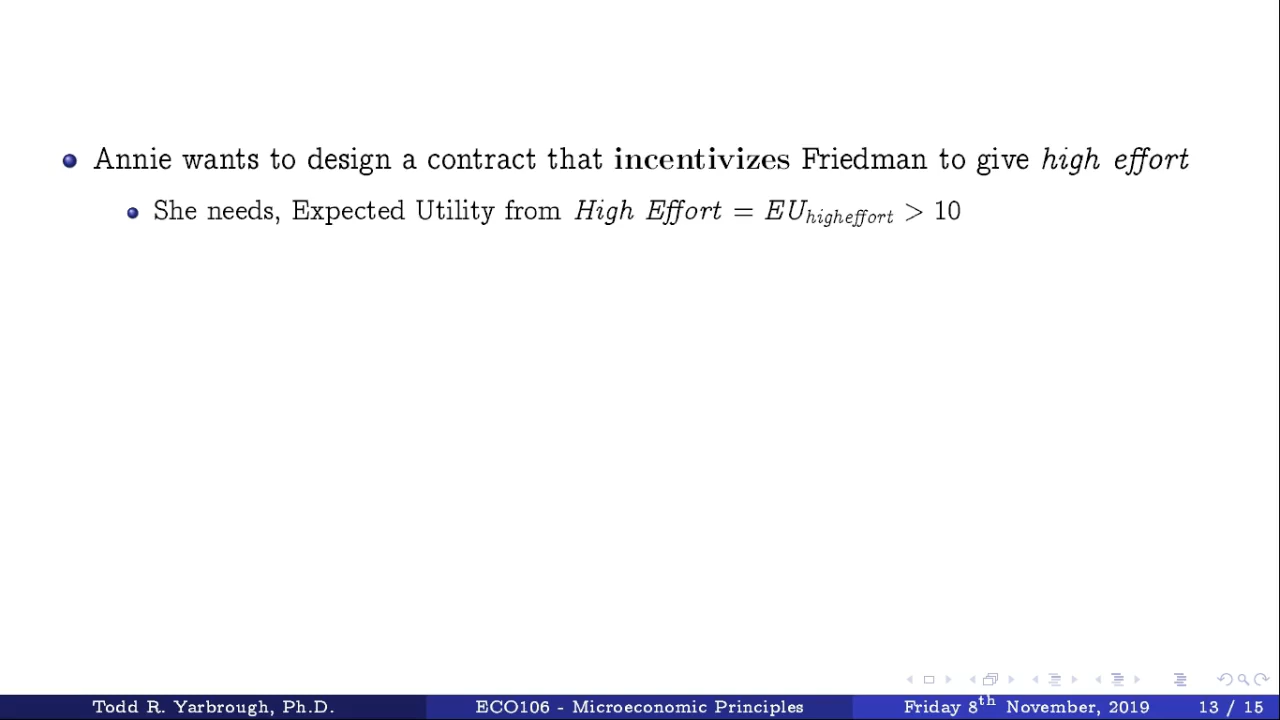 Annie wants to design a contract that incentivizes Friedman to give high effort
She needs, Expected Utility from High Effort = EU_higheffort > 10
Todd R. Yarbrough, Ph.D. ECO106 - Microeconomic Principles Friday 8th November, 2019 13 / 15